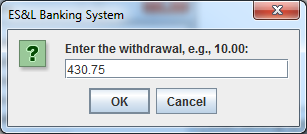 ES&L Banking System
Enter the withdrawal, e.g., 10.00:
430.75
OK
Cancel